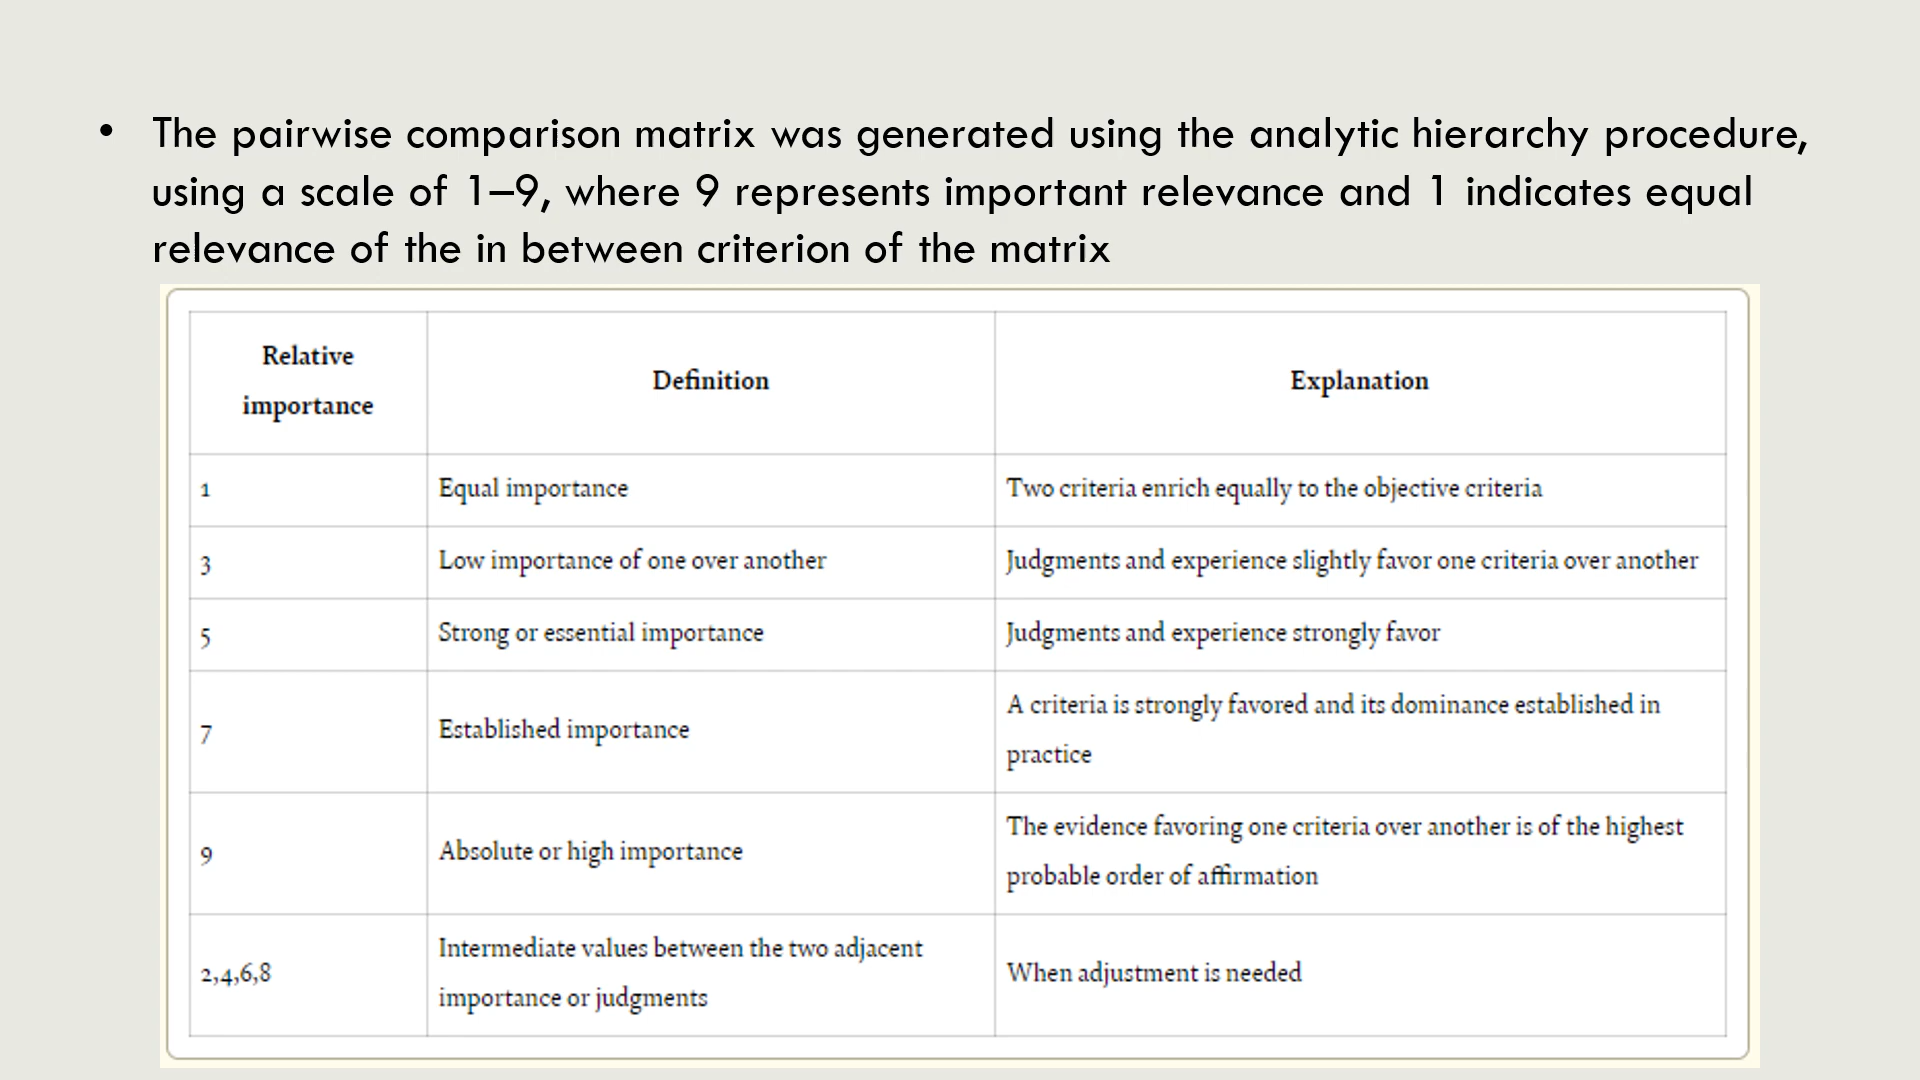 • The pairwise comparison matrix was generated using the analytic hierarchy procedure,
using a scale of 1–9, where 9 represents important relevance and 1 indicates equal
relevance of the in between criterion of the matrix
Relative
importance
Definition
Explanation
1
Equal importance
Two criteria enrich equally to the objective criteria
3
Low importance of one over another
Judgments and experience slightly favor one criteria over another
5
Strong or essential importance
Judgments and experience strongly favor
7
Established importance
A criteria is strongly favored and its dominance established in
practice
9
Absolute or high importance
The evidence favoring one criteria over another is of the highest
probable order of affirmation
2,4,6,8
Intermediate values between the two adjacent
importance or judgments
When adjustment is needed